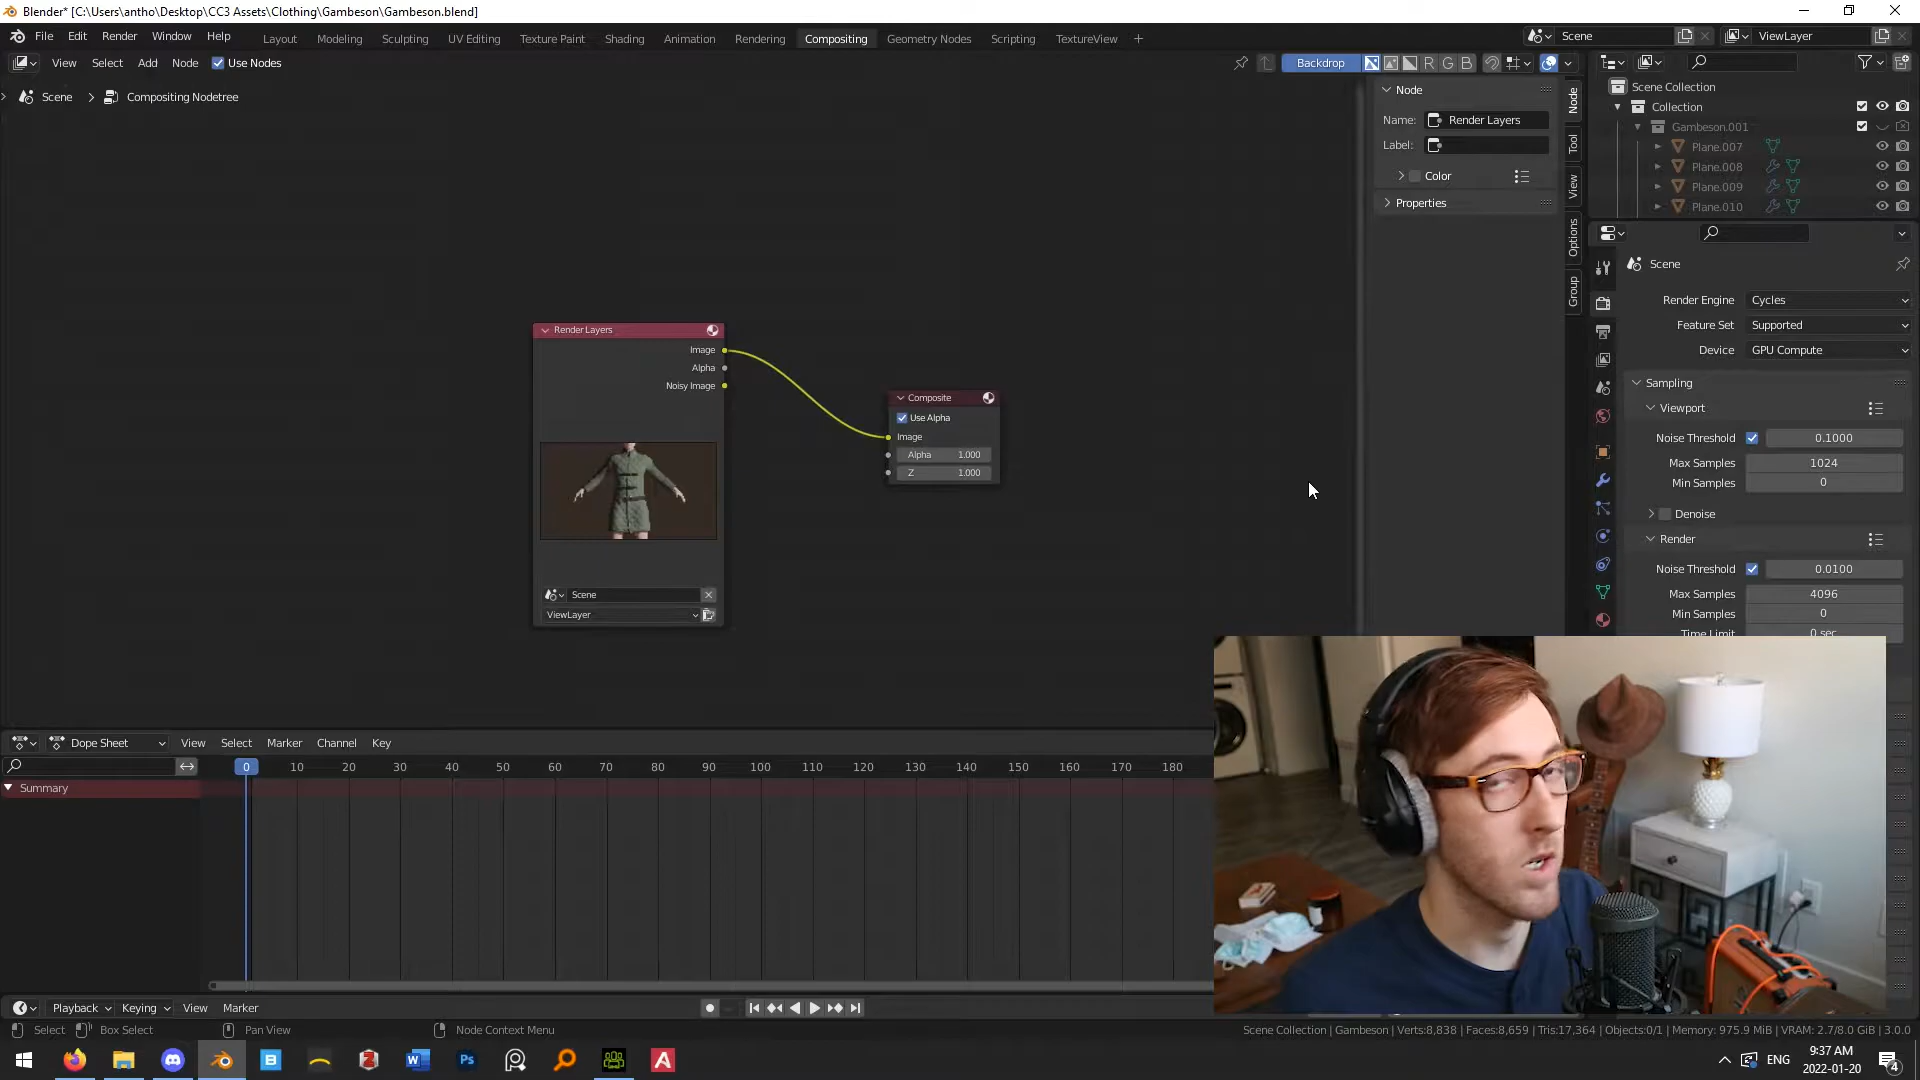 Blender* [C:\Users\antho\Desktop\CC3 Assets\Clothing\Gambeson\Gambeson.blend]
File Edit Render Window Help
Layout Modeling Sculpting UV Editing Texture Paint Shading Animation Rendering Compositing Geometry Nodes Scripting TextureView +
Scene ViewLayer
View Select Add Node Use Nodes
Backdrop R G B
Scene > Compositing Nodetree
Node
Name: Render Layers
Label:
Color
Properties
Node
Tool
View
Options
Group
Scene Collection
Collection
Gambeson.001
Plane.007
Plane.008
Plane.009
Plane.010
Scene
Render Engine Cycles
Feature Set Supported
Device GPU Compute
Sampling
Viewport
Noise Threshold 0.1000
Max Samples 1024
Min Samples 0
Denoise
Render
Noise Threshold 0.0100
Max Samples 4096
Min Samples 0
Time Limit 0 sec
Render Layers
Image
Alpha
Noisy Image
Scene
ViewLayer
Composite
Use Alpha
Image
Alpha 1.000
Z 1.000
Dope Sheet View Select Marker Channel Key
0 10 20 30 40 50 60 70 80 90 100 110 120 130 140 150 160 170 180
Summary
Playback Keying View Marker
Select Box Select Pan View Node Context Menu
Scene Collection | Gambeson | Verts:8,838 | Faces:8,659 | Tris:17,364 | Objects:0/1 | Memory: 975.9 MiB | VRAM: 2.7/8.0 GiB | 3.0.0
ENG
9:37 AM
2022-01-20
4